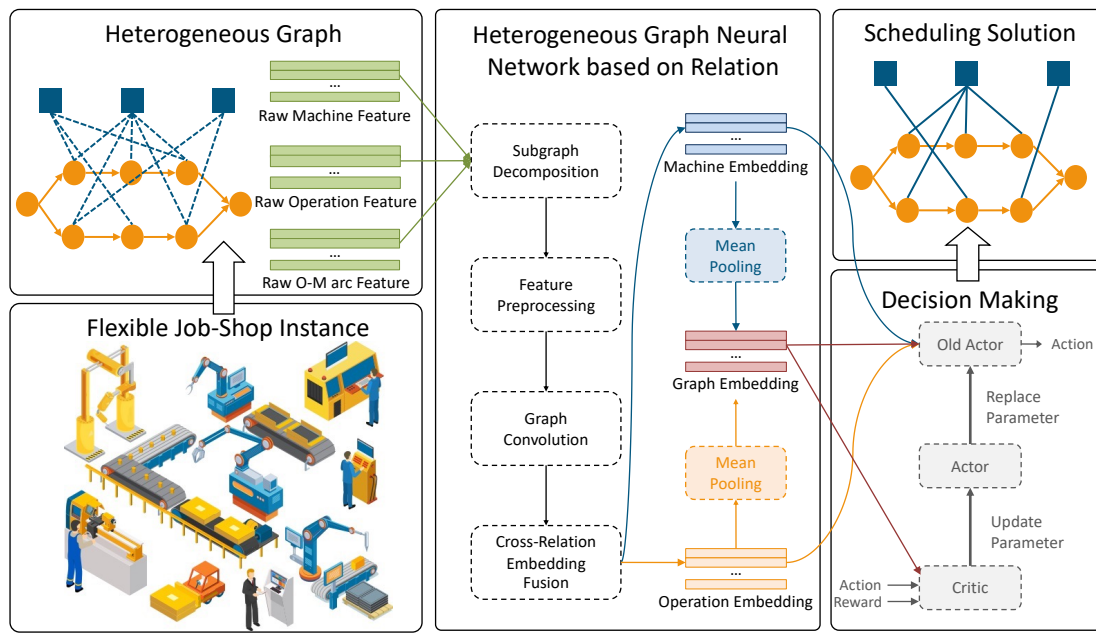 Heterogeneous Graph
...
Raw Machine Feature
...
Raw Operation Feature
...
Raw O-M arc Feature
Flexible Job-Shop Instance
Heterogeneous Graph Neural
Network based on Relation
Subgraph
Decomposition
Feature
Preprocessing
Graph
Convolution
Cross-Relation
Embedding
Fusion
...
Machine Embedding
Mean
Pooling
...
Graph Embedding
Mean
Pooling
...
Operation Embedding
Scheduling Solution
Decision Making
Old Actor
Action
Replace
Parameter
Actor
Update
Parameter
Action
Reward
Critic